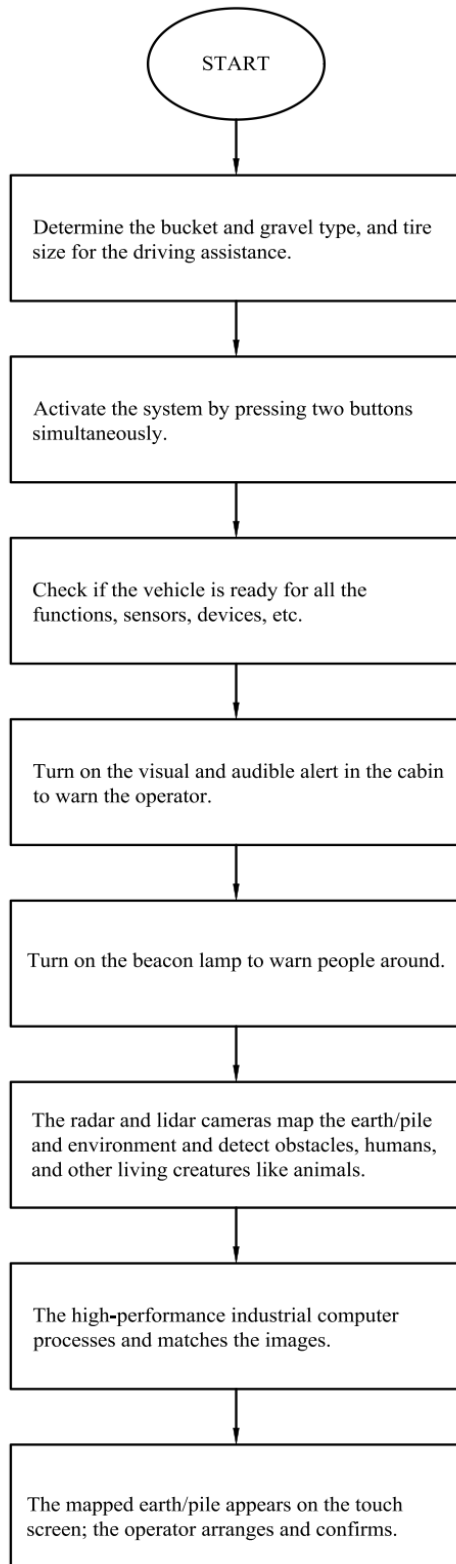 START
Determine the bucket and gravel type, and tire
size for the driving assistance.
Activate the system by pressing two buttons
simultaneously.
Check if the vehicle is ready for all the
functions, sensors, devices, etc.
Turn on the visual and audible alert in the cabin
to warn the operator.
Turn on the beacon lamp to warn people around.
The radar and lidar cameras map the earth/pile
and environment and detect obstacles, humans,
and other living creatures like animals.
The high-performance industrial computer
processes and matches the images.
The mapped earth/pile appears on the touch
screen; the operator arranges and confirms.